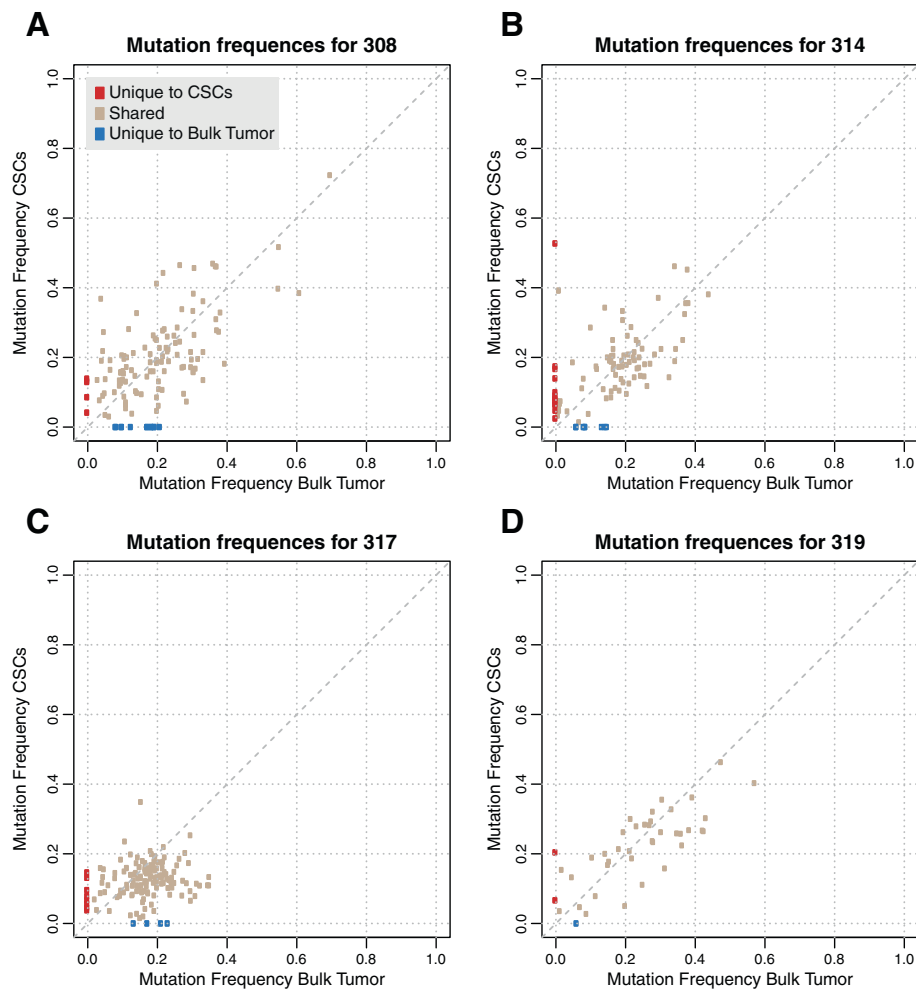 A
Mutation frequences for 308
Unique to CSCs
Shared
Unique to Bulk Tumor
Mutation Frequency CSCs
1.0
0.8
0.6
0.4
0.2
0.0
0.0 0.2 0.4 0.6 0.8 1.0
Mutation Frequency Bulk Tumor
B
Mutation frequences for 314
Mutation Frequency CSCs
1.0
0.8
0.6
0.4
0.2
0.0
0.0 0.2 0.4 0.6 0.8 1.0
Mutation Frequency Bulk Tumor
C
Mutation frequences for 317
Mutation Frequency CSCs
1.0
0.8
0.6
0.4
0.2
0.0
0.0 0.2 0.4 0.6 0.8 1.0
Mutation Frequency Bulk Tumor
D
Mutation frequences for 319
Mutation Frequency CSCs
1.0
0.8
0.6
0.4
0.2
0.0
0.0 0.2 0.4 0.6 0.8 1.0
Mutation Frequency Bulk Tumor